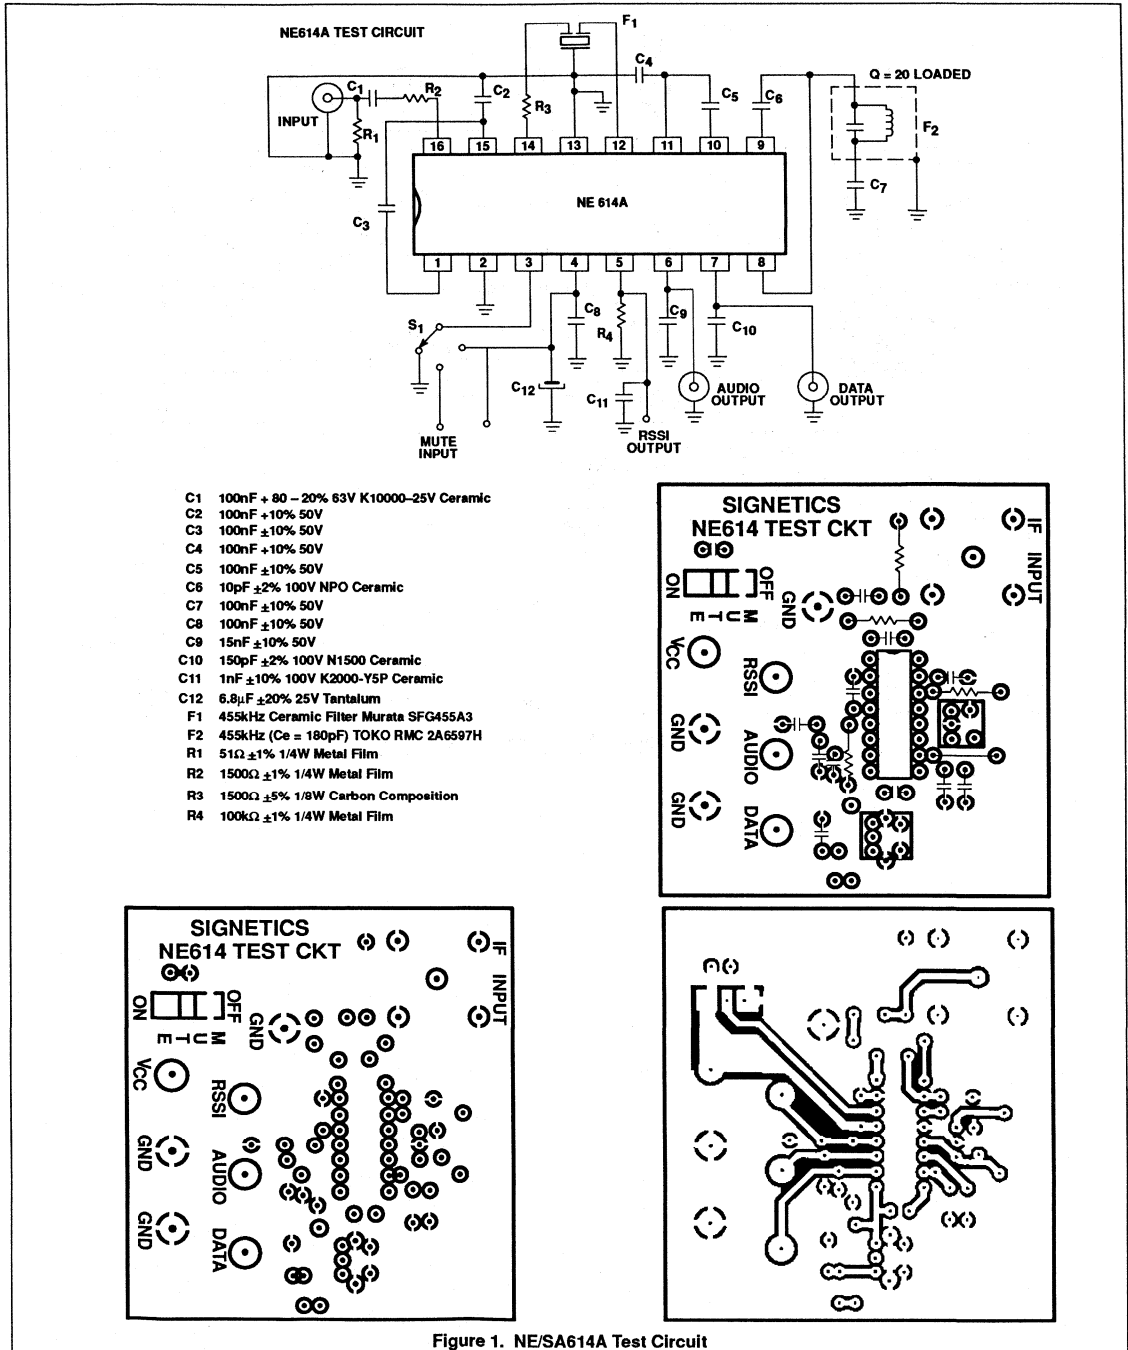 NE614A TEST CIRCUIT
F1
C4
Q = 20 LOADED
C1
R2
C2
R3
C5
C6
INPUT
R1
F2
16 15 14 13 12 11 10 9
C7
NE 614A
C3
1 2 3 4 5 6 7 8
S1
C8
R4
C9
C10
C12
C11
AUDIO
OUTPUT
DATA
OUTPUT
MUTE
INPUT
RSSI
OUTPUT
C1 100nF + 80 – 20% 63V K10000–25V Ceramic
C2 100nF +10% 50V
C3 100nF ±10% 50V
C4 100nF +10% 50V
C5 100nF ±10% 50V
C6 10pF ±2% 100V NPO Ceramic
C7 100nF ±10% 50V
C8 100nF ±10% 50V
C9 15nF ±10% 50V
C10 150pF ±2% 100V N1500 Ceramic
C11 1nF ±10% 100V K2000-Y5P Ceramic
C12 6.8μF ±20% 25V Tantalum
F1 455kHz Ceramic Filter Murata SFG455A3
F2 455kHz (Ce = 180pF) TOKO RMC 2A6597H
R1 51Ω ±1% 1/4W Metal Film
R2 1500Ω ±1% 1/4W Metal Film
R3 1500Ω ±5% 1/8W Carbon Composition
R4 100kΩ ±1% 1/4W Metal Film
SIGNETICS
NE614 TEST CKT
IF INPUT
ON
OFF
MUTE
GND
VCC
RSSI
GND
AUDIO
GND
DATA
SIGNETICS
NE614 TEST CKT
IF INPUT
ON
OFF
MUTE
GND
VCC
RSSI
GND
AUDIO
GND
DATA
Figure 1. NE/SA614A Test Circuit